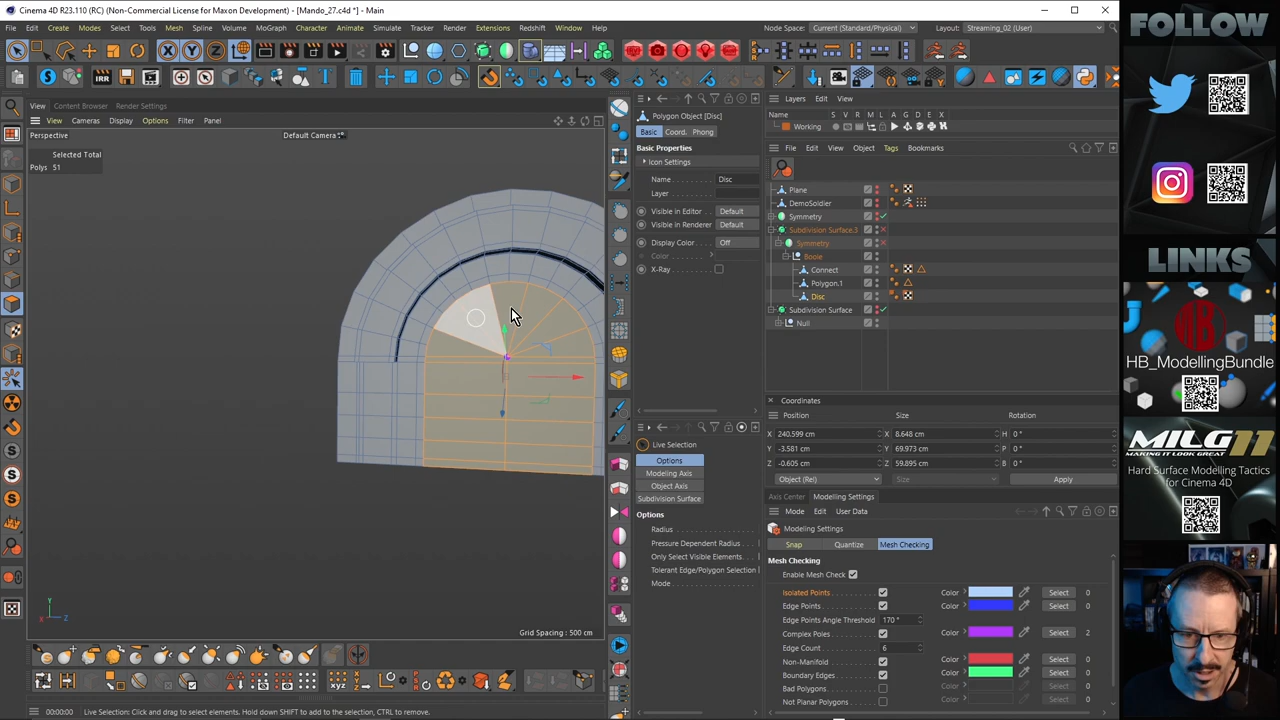 Cinema 4D R23.110 (RC) (Non-Commercial License for Maxon Development) - [Mando_27.c4d *] - Main
File Edit Create Modes Select Tools Mesh Spline Volume MoGraph Character Animate Simulate Tracker Render Redshift Extensions Window Help Node Space: Current (Standard/Physical) Layout: Streaming_02 (User)
View Content Browser Render Settings
View Cameras Display Options Filter Panel
Perspective Default Camera
Selected Total
Polys 51
Grid Spacing : 500 cm
Polygon Object [Disc]
Basic Coord. Phong
Basic Properties
Icon Settings
Name Disc
Layer
Visible in Editor Default
Visible in Renderer Default
Display Color Off
Color
X-Ray
Live Selection
Options
Modeling Axis
Object Axis
Subdivision Surface
Options
Radius
Pressure Dependent Radius
Only Select Visible Elements
Tolerant Edge/Polygon Selection
Mode
Layers Edit View
Name S V R M L A G D E X
Working
File Edit View Object Tags Bookmarks
Plane
DemoSoldier
Symmetry
Subdivision Surface.3
Symmetry
Boole
Connect
Polygon.1
Disc
Subdivision Surface
Null
Coordinates
Position Size Rotation
X 240.599 cm X 8.648 cm H 0 °
Y -3.581 cm Y 69.973 cm P 0 °
Z -0.605 cm Z 59.895 cm B 0 °
Object (Rel) Size Apply
Axis Center Modelling Settings
Mode Edit User Data
Modeling Settings
Snap Quantize Mesh Checking
Mesh Checking
Enable Mesh Check
Isolated Points Color Select 0
Edge Points Color Select 0
Edge Points Angle Threshold 170 °
Complex Poles Color Select 2
Edge Count 6
Non-Manifold Color Select 0
Boundary Edges Color Select 0
Bad Polygons Color Select 0
Not Planar Polygons Color Select 0
00:00:00 Live Selection: Click and drag to select elements. Hold down SHIFT to add to the selection, CTRL to remove.
FOLLOW
LINKS
HB_ModellingBundle
MILG11
MAKING IT LOOK GREAT
Hard Surface Modelling Tactics
for Cinema 4D